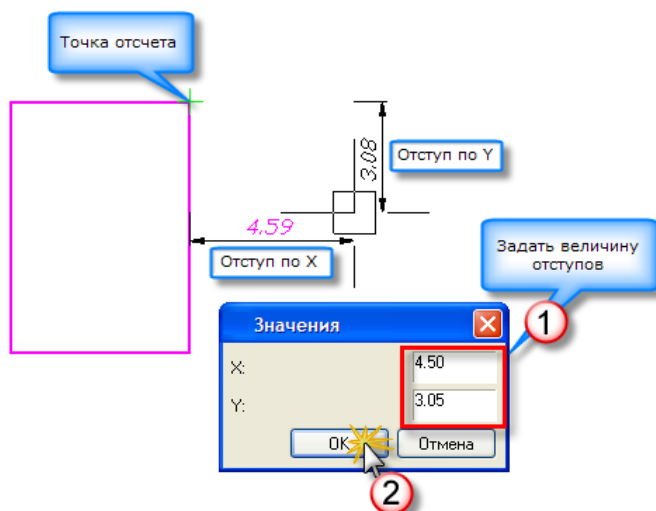 Точка отсчета
3.08
Отступ по Y
4.59
Отступ по X
Задать величину
отступов
Значения
1
X:
4.50
Y:
3.05
OK
Отмена
2